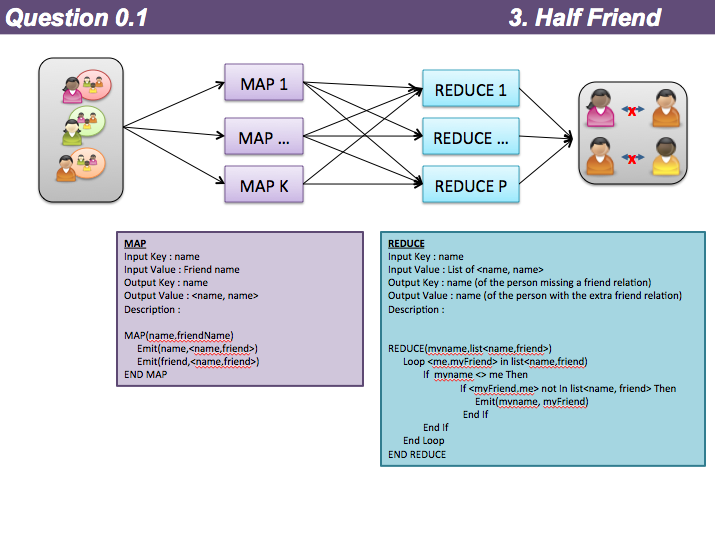 Question 0.1
3. Half Friend
MAP 1
MAP ...
MAP K
REDUCE 1
REDUCE ...
REDUCE P
x
x
MAP
Input Key : name
Input Value : Friend name
Output Key : name
Output Value : <name, name>
Description :
MAP(name,friendName)
Emit(name,<name,friend>)
Emit(friend,<name,friend>)
END MAP
REDUCE
Input Key : name
Input Value : List of <name, name>
Output Key : name (of the person missing a friend relation)
Output Value : name (of the person with the extra friend relation)
Description :
REDUCE(myname,list<name,friend>)
Loop <me,myFriend> in list<name,friend)
If myname <> me Then
If <myFriend,me> not In list<name, friend> Then
Emit(myname, myFriend)
End If
End If
End Loop
END REDUCE